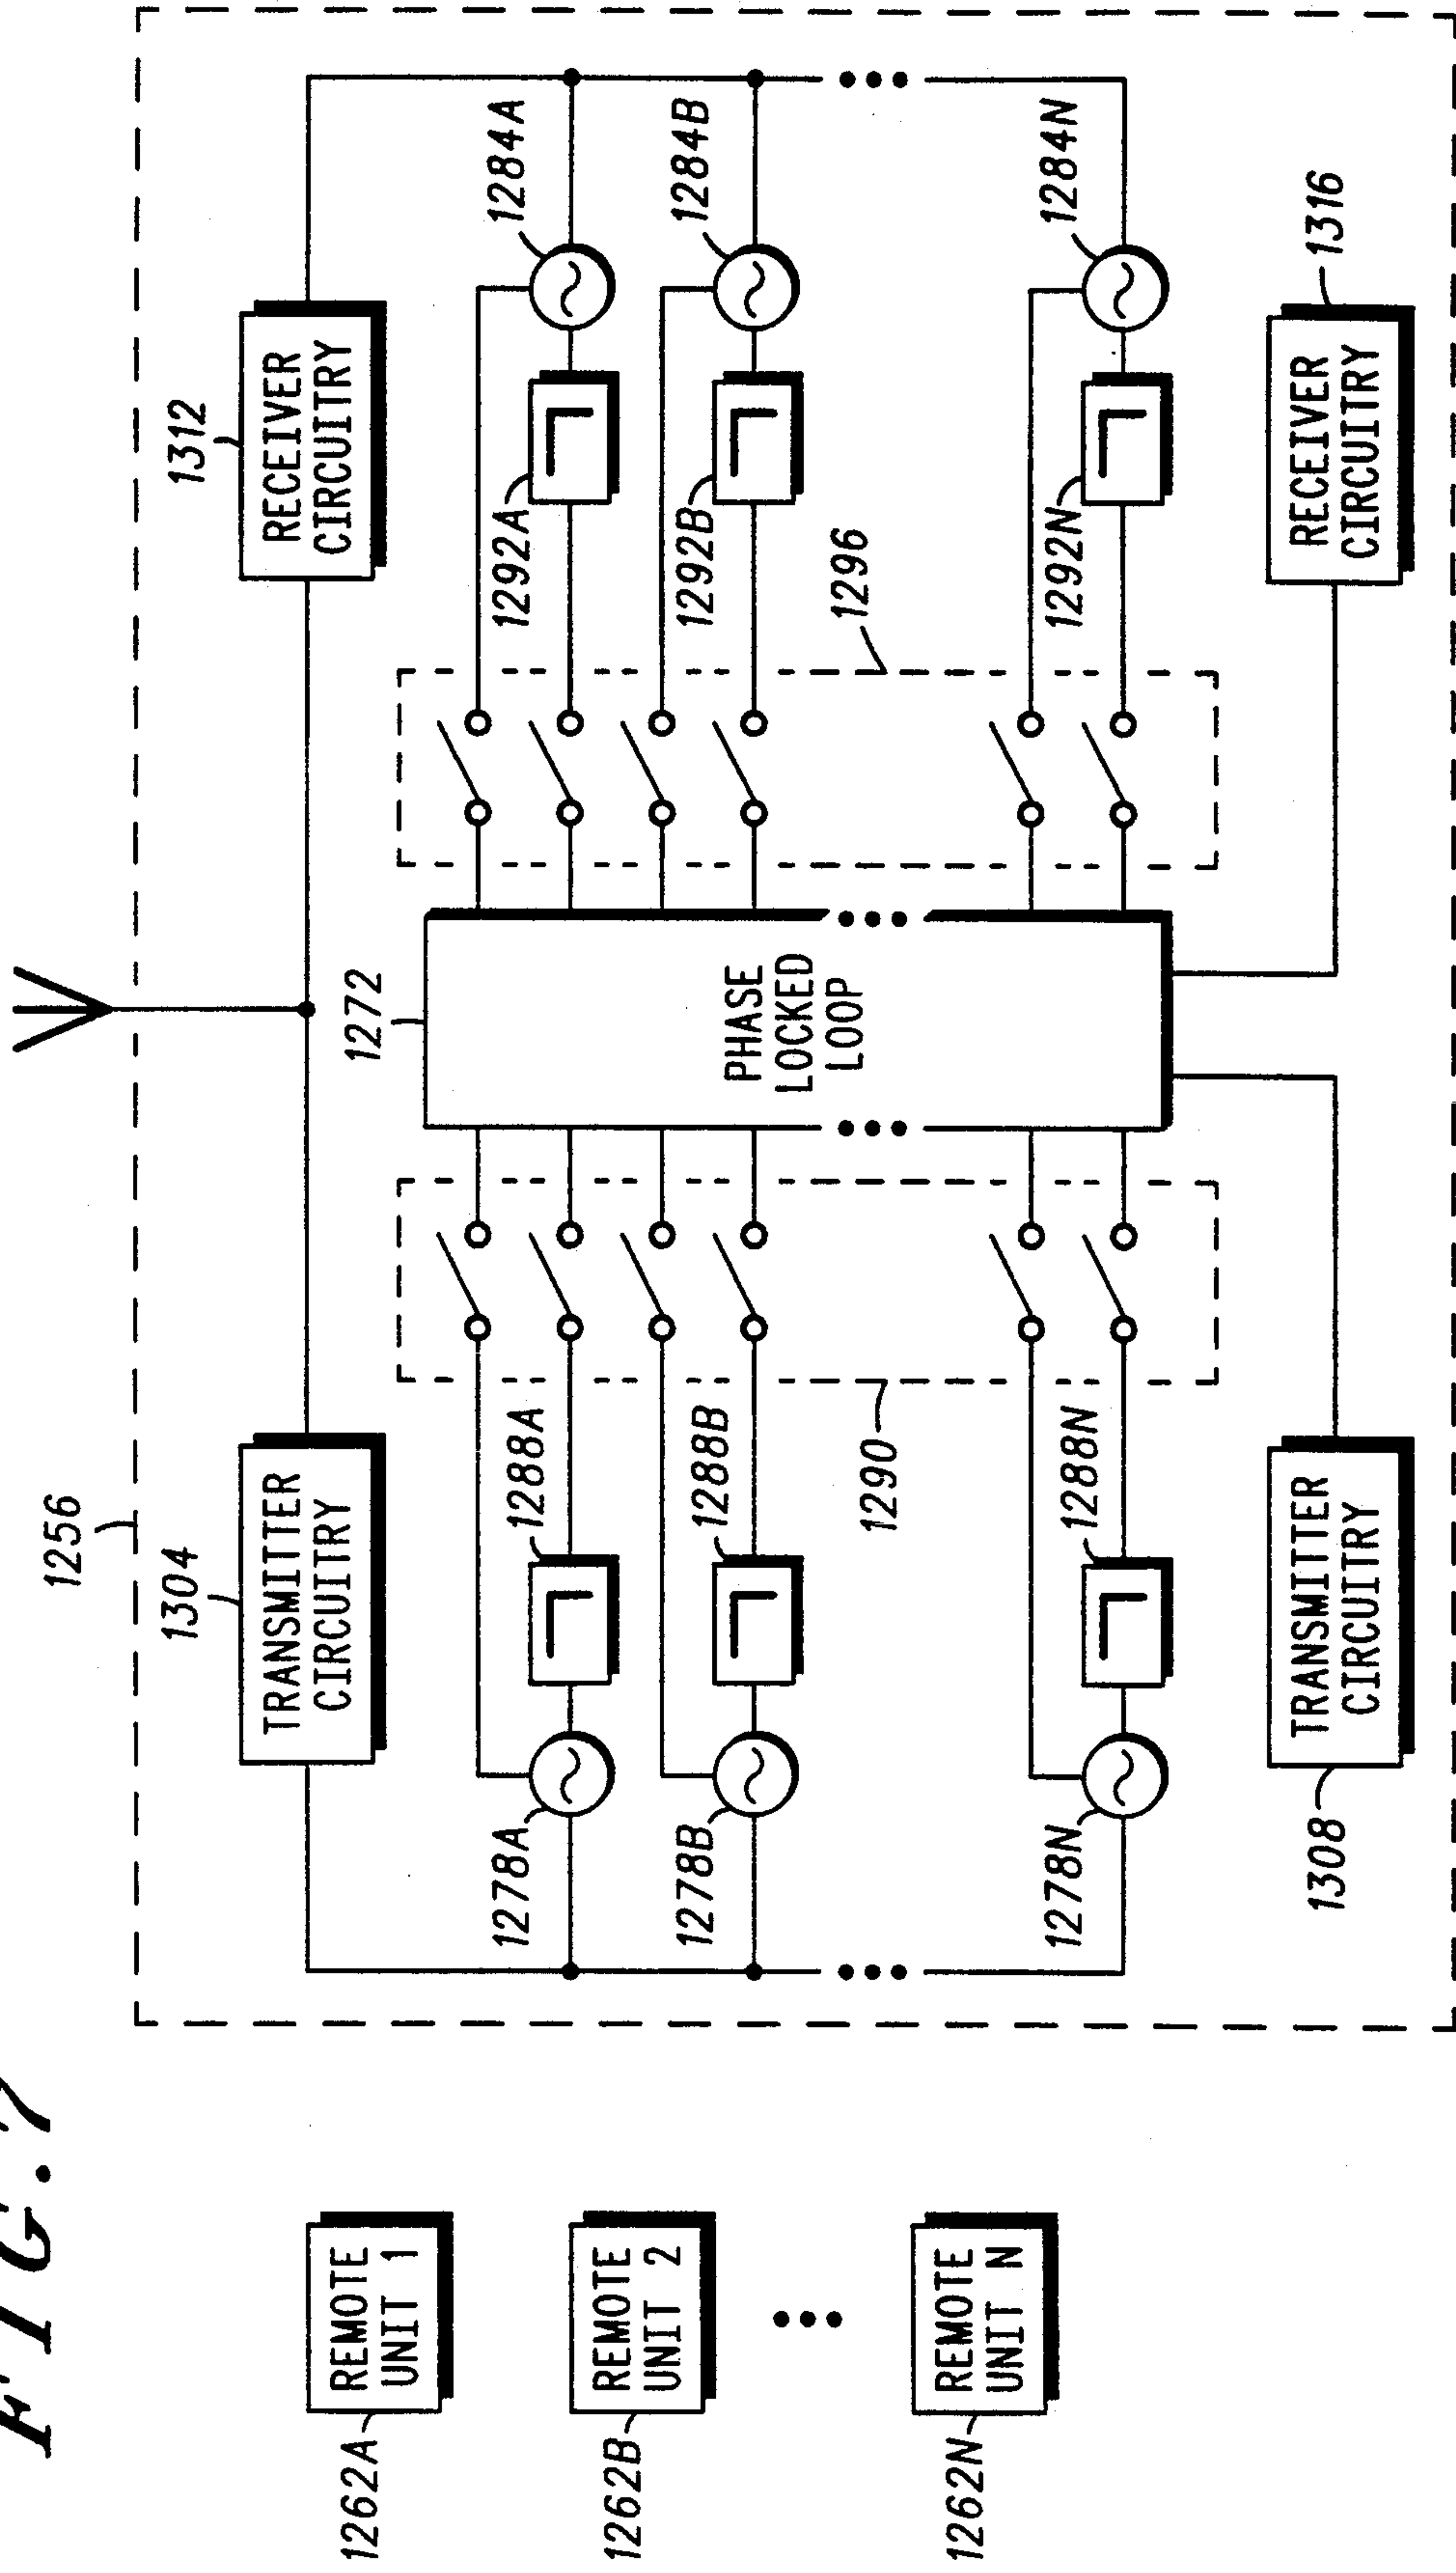 FIG. 7
1256
1304
TRANSMITTER
CIRCUITRY
1312
RECEIVER
CIRCUITRY
1272
PHASE
LOCKED
LOOP
1278A
1288A
1292A
1284A
1278B
1288B
1292B
1284B
1290
1296
1278N
1288N
1292N
1284N
1308
TRANSMITTER
CIRCUITRY
RECEIVER
CIRCUITRY
1316
1262A
REMOTE
UNIT 1
1262B
REMOTE
UNIT 2
1262N
REMOTE
UNIT N